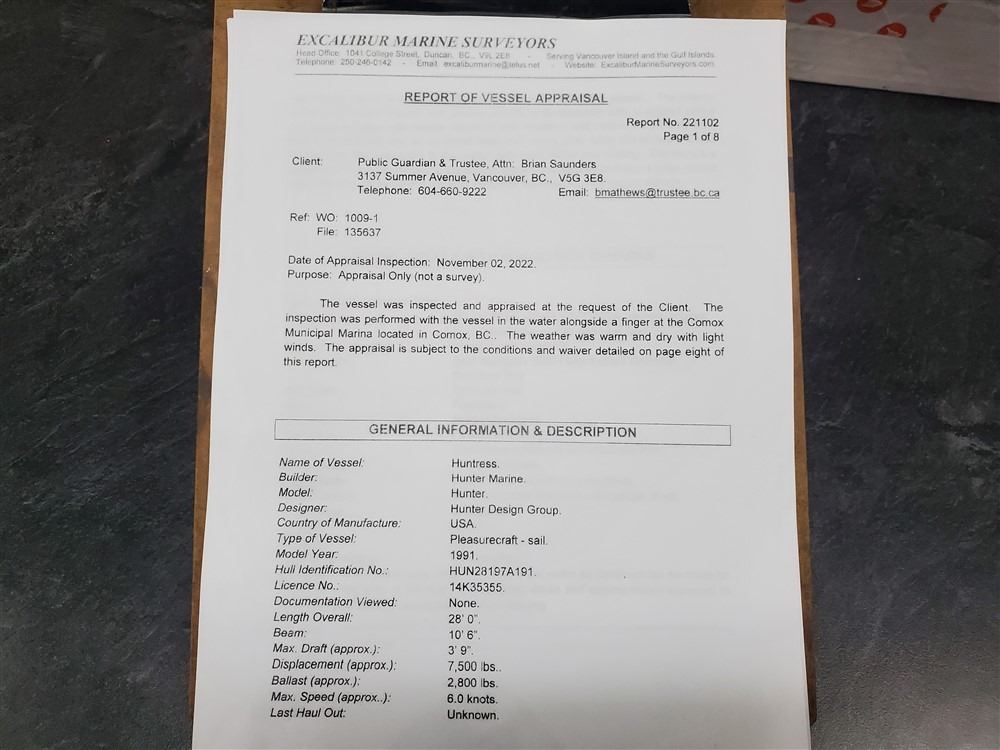 EXCALIBUR MARINE SURVEYORS
Head Office: 1041 College Street, Duncan, BC., V9L 2E8 - Serving Vancouver Island and the Gulf Islands.
Telephone: 250-246-0142 - Email: excaliburmarine@telus.net - Website: ExcaliburMarineSurveyors.com
REPORT OF VESSEL APPRAISAL
Report No. 221102
Page 1 of 8
Client: Public Guardian & Trustee, Attn: Brian Saunders
3137 Summer Avenue, Vancouver, BC., V5G 3E8.
Telephone: 604-660-9222 Email: bmathews@trustee.bc.ca
Ref: WO: 1009-1
File: 135637
Date of Appraisal Inspection: November 02, 2022.
Purpose: Appraisal Only (not a survey).
The vessel was inspected and appraised at the request of the Client. The
inspection was performed with the vessel in the water alongside a finger at the Comox
Municipal Marina located in Comox, BC.. The weather was warm and dry with light
winds. The appraisal is subject to the conditions and waiver detailed on page eight of
this report.
GENERAL INFORMATION & DESCRIPTION
Name of Vessel: Huntress.
Builder: Hunter Marine.
Model: Hunter.
Designer: Hunter Design Group.
Country of Manufacture: USA.
Type of Vessel: Pleasurecraft - sail.
Model Year: 1991.
Hull Identification No.: HUN28197A191.
Licence No.: 14K35355.
Documentation Viewed: None.
Length Overall: 28' 0".
Beam: 10' 6".
Max. Draft (approx.): 3' 9".
Displacement (approx.): 7,500 lbs..
Ballast (approx.): 2,800 lbs.
Max. Speed (approx..): 6.0 knots.
Last Haul Out: Unknown.